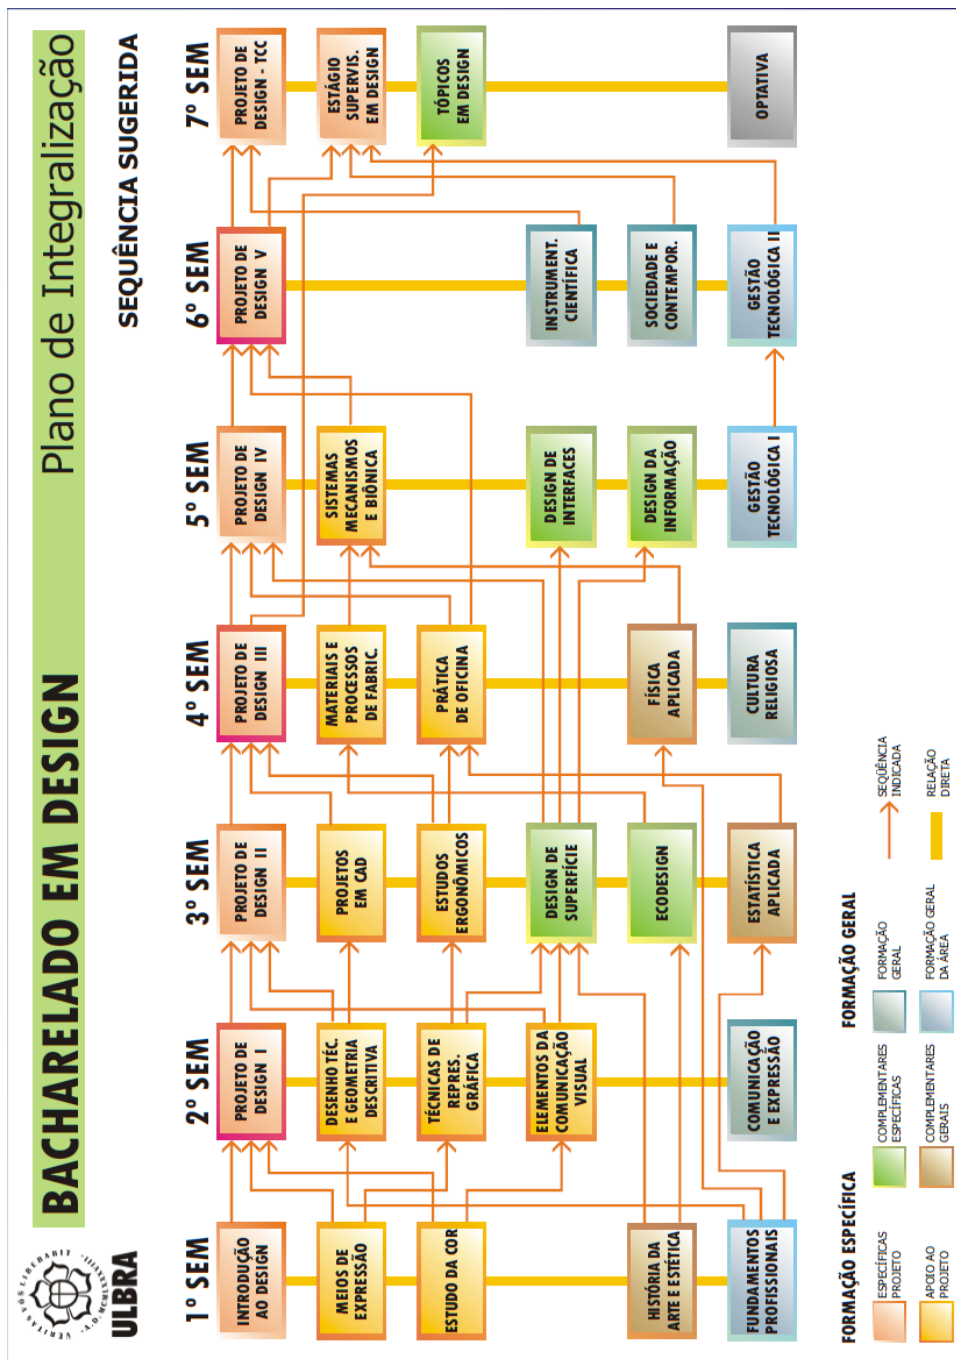 BACHARELADO EM DESIGN
Plano de Integralização
ULBRA
SEQUÊNCIA SUGERIDA
1º SEM
INTRODUÇÃO
AO DESIGN
MEIOS DE
EXPRESSÃO
ESTUDO DA COR
HISTÓRIA DA
ARTE E ESTÉTICA
FUNDAMENTOS
PROFISSIONAIS
2º SEM
PROJETO DE
DESIGN I
DESENHO TÉC.
E GEOMETRIA
DESCRITIVA
TÉCNICAS DE
REPRES.
GRÁFICA
ELEMENTOS DA
COMUNICAÇÃO
VISUAL
COMUNICAÇÃO
E EXPRESSÃO
3º SEM
PROJETO DE
DESIGN II
PROJETOS
EM CAD
ESTUDOS
ERGONÔMICOS
DESIGN DE
SUPERFÍCIE
ECODESIGN
ESTATÍSTICA
APLICADA
4º SEM
PROJETO DE
DESIGN III
MATERIAIS E
PROCESSOS
DE FABRIC.
PRÁTICA
DE OFICINA
FÍSICA
APLICADA
CULTURA
RELIGIOSA
5º SEM
PROJETO DE
DESIGN IV
SISTEMAS
MECANISMOS
E BIÔNICA
DESIGN DE
INTERFACES
DESIGN DA
INFORMAÇÃO
GESTÃO
TECNOLÓGICA I
6º SEM
PROJETO DE
DESIGN V
INSTRUMENT.
CIENTÍFICA
SOCIEDADE E
CONTEMPOR.
GESTÃO
TECNOLÓGICA II
7º SEM
PROJETO DE
DESIGN - TCC
ESTÁGIO
SUPERVIS.
EM DESIGN
TÓPICOS
EM DESIGN
OPTATIVA
FORMAÇÃO ESPECÍFICA
ESPECÍFICAS
PROJETO
APOIO AO
PROJETO
COMPLEMENTARES
ESPECÍFICAS
COMPLEMENTARES
GERAIS
FORMAÇÃO GERAL
FORMAÇÃO
GERAL
FORMAÇÃO GERAL
DA ÁREA
SEQÜÊNCIA
INDICADA
RELAÇÃO
DIRETA